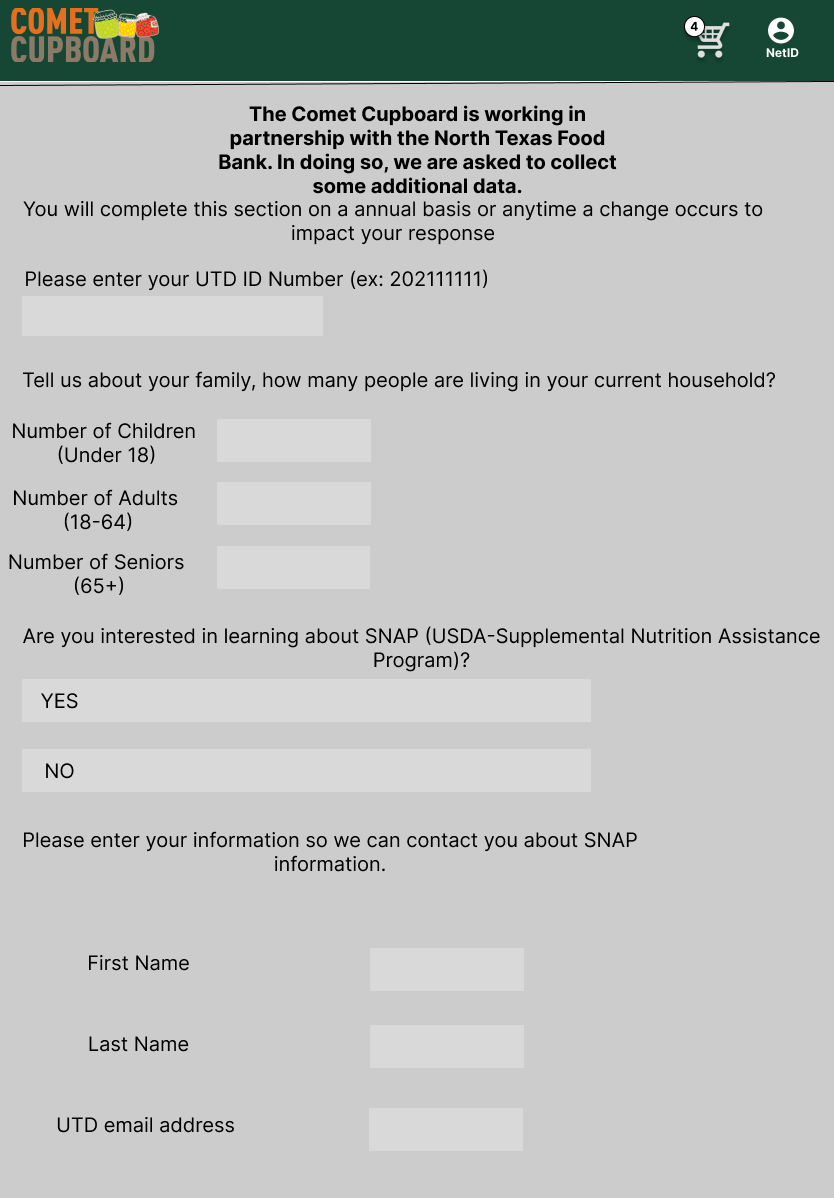 COMET
CUPBOARD
4
NetID
The Comet Cupboard is working in
partnership with the North Texas Food
Bank. In doing so, we are asked to collect
some additional data.
You will complete this section on a annual basis or anytime a change occurs to
impact your response
Please enter your UTD ID Number (ex: 202111111)
Tell us about your family, how many people are living in your current household?
Number of Children
(Under 18)
Number of Adults
(18-64)
Number of Seniors
(65+)
Are you interested in learning about SNAP (USDA-Supplemental Nutrition Assistance
Program)?
YES
NO
Please enter your information so we can contact you about SNAP
information.
First Name
Last Name
UTD email address